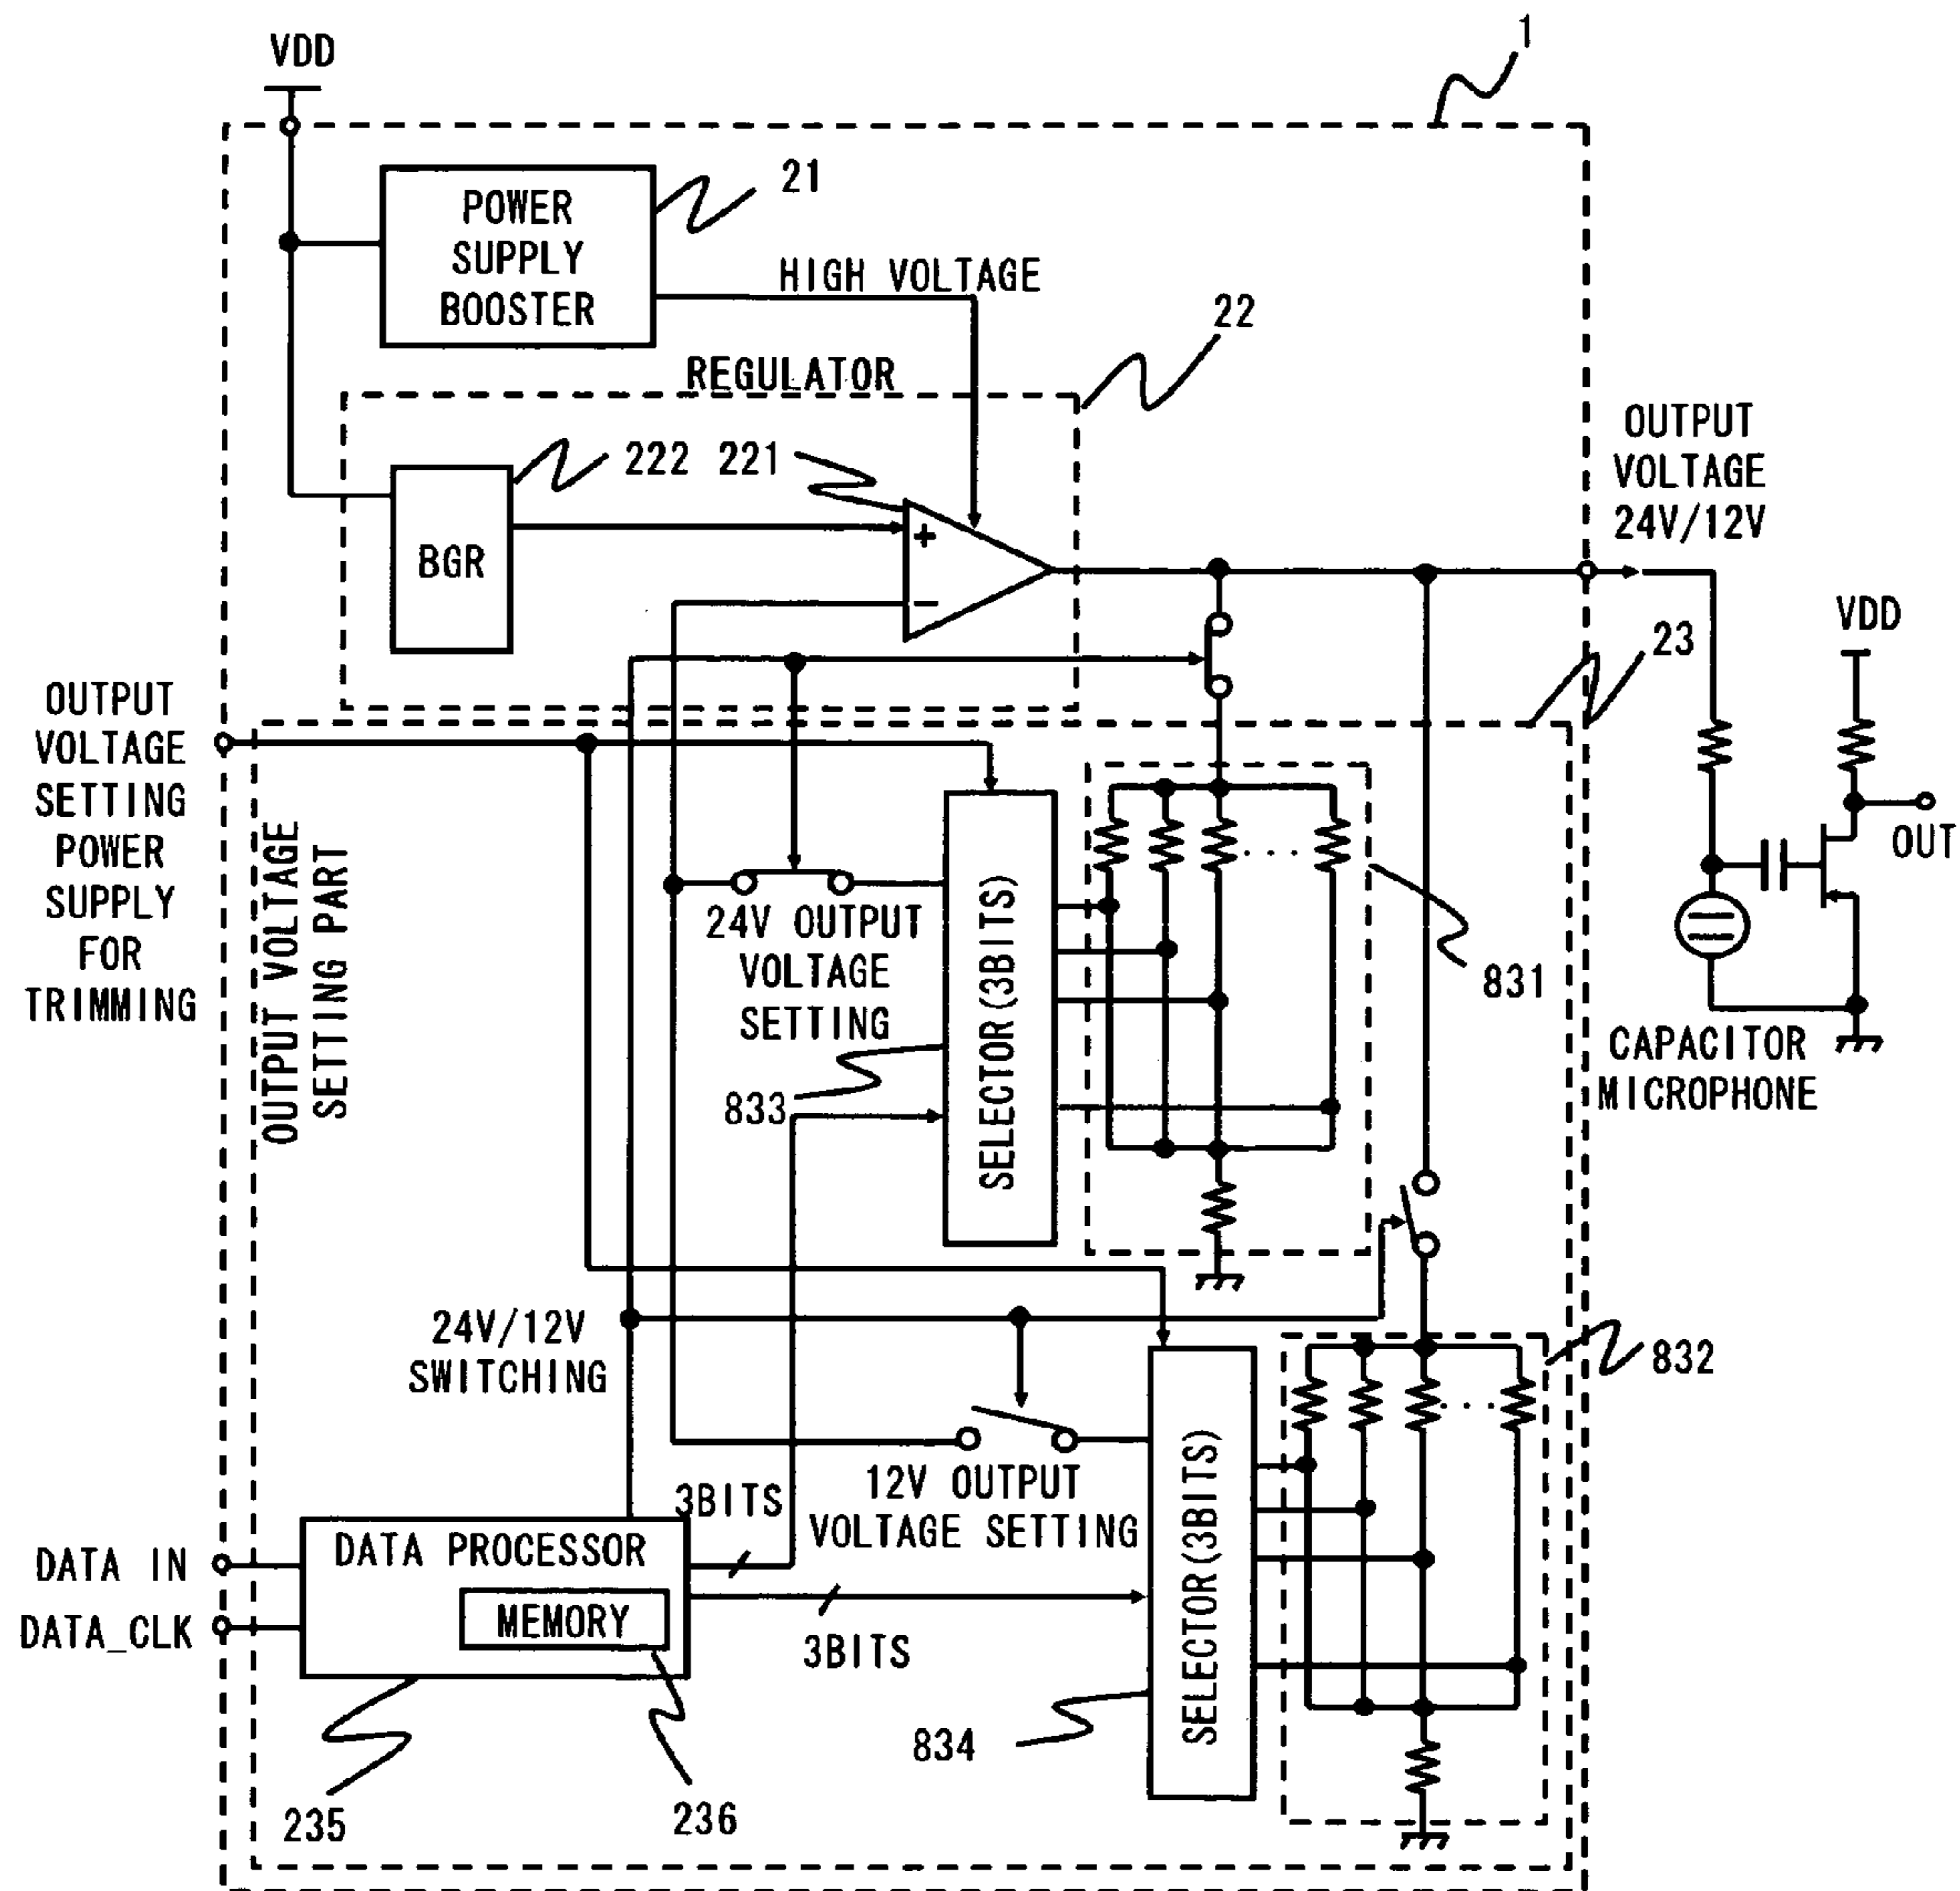 1
VDD
21
POWER
SUPPLY
BOOSTER
HIGH VOLTAGE
22
REGULATOR
OUTPUT
VOLTAGE
24V/12V
222
221
+
BGR
−
VDD
23
OUTPUT
VOLTAGE
SETTING
POWER
SUPPLY
FOR
TRIMMING
OUTPUT VOLTAGE
SETTING PART
OUT
...
24V OUTPUT
VOLTAGE
SETTING
SELECTOR(3BITS)
831
CAPACITOR
MICROPHONE
833
24V/12V
SWITCHING
832
...
12V OUTPUT
VOLTAGE SETTING
SELECTOR(3BITS)
3BITS
DATA PROCESSOR
DATA IN
MEMORY
DATA_CLK
3BITS
834
235
236